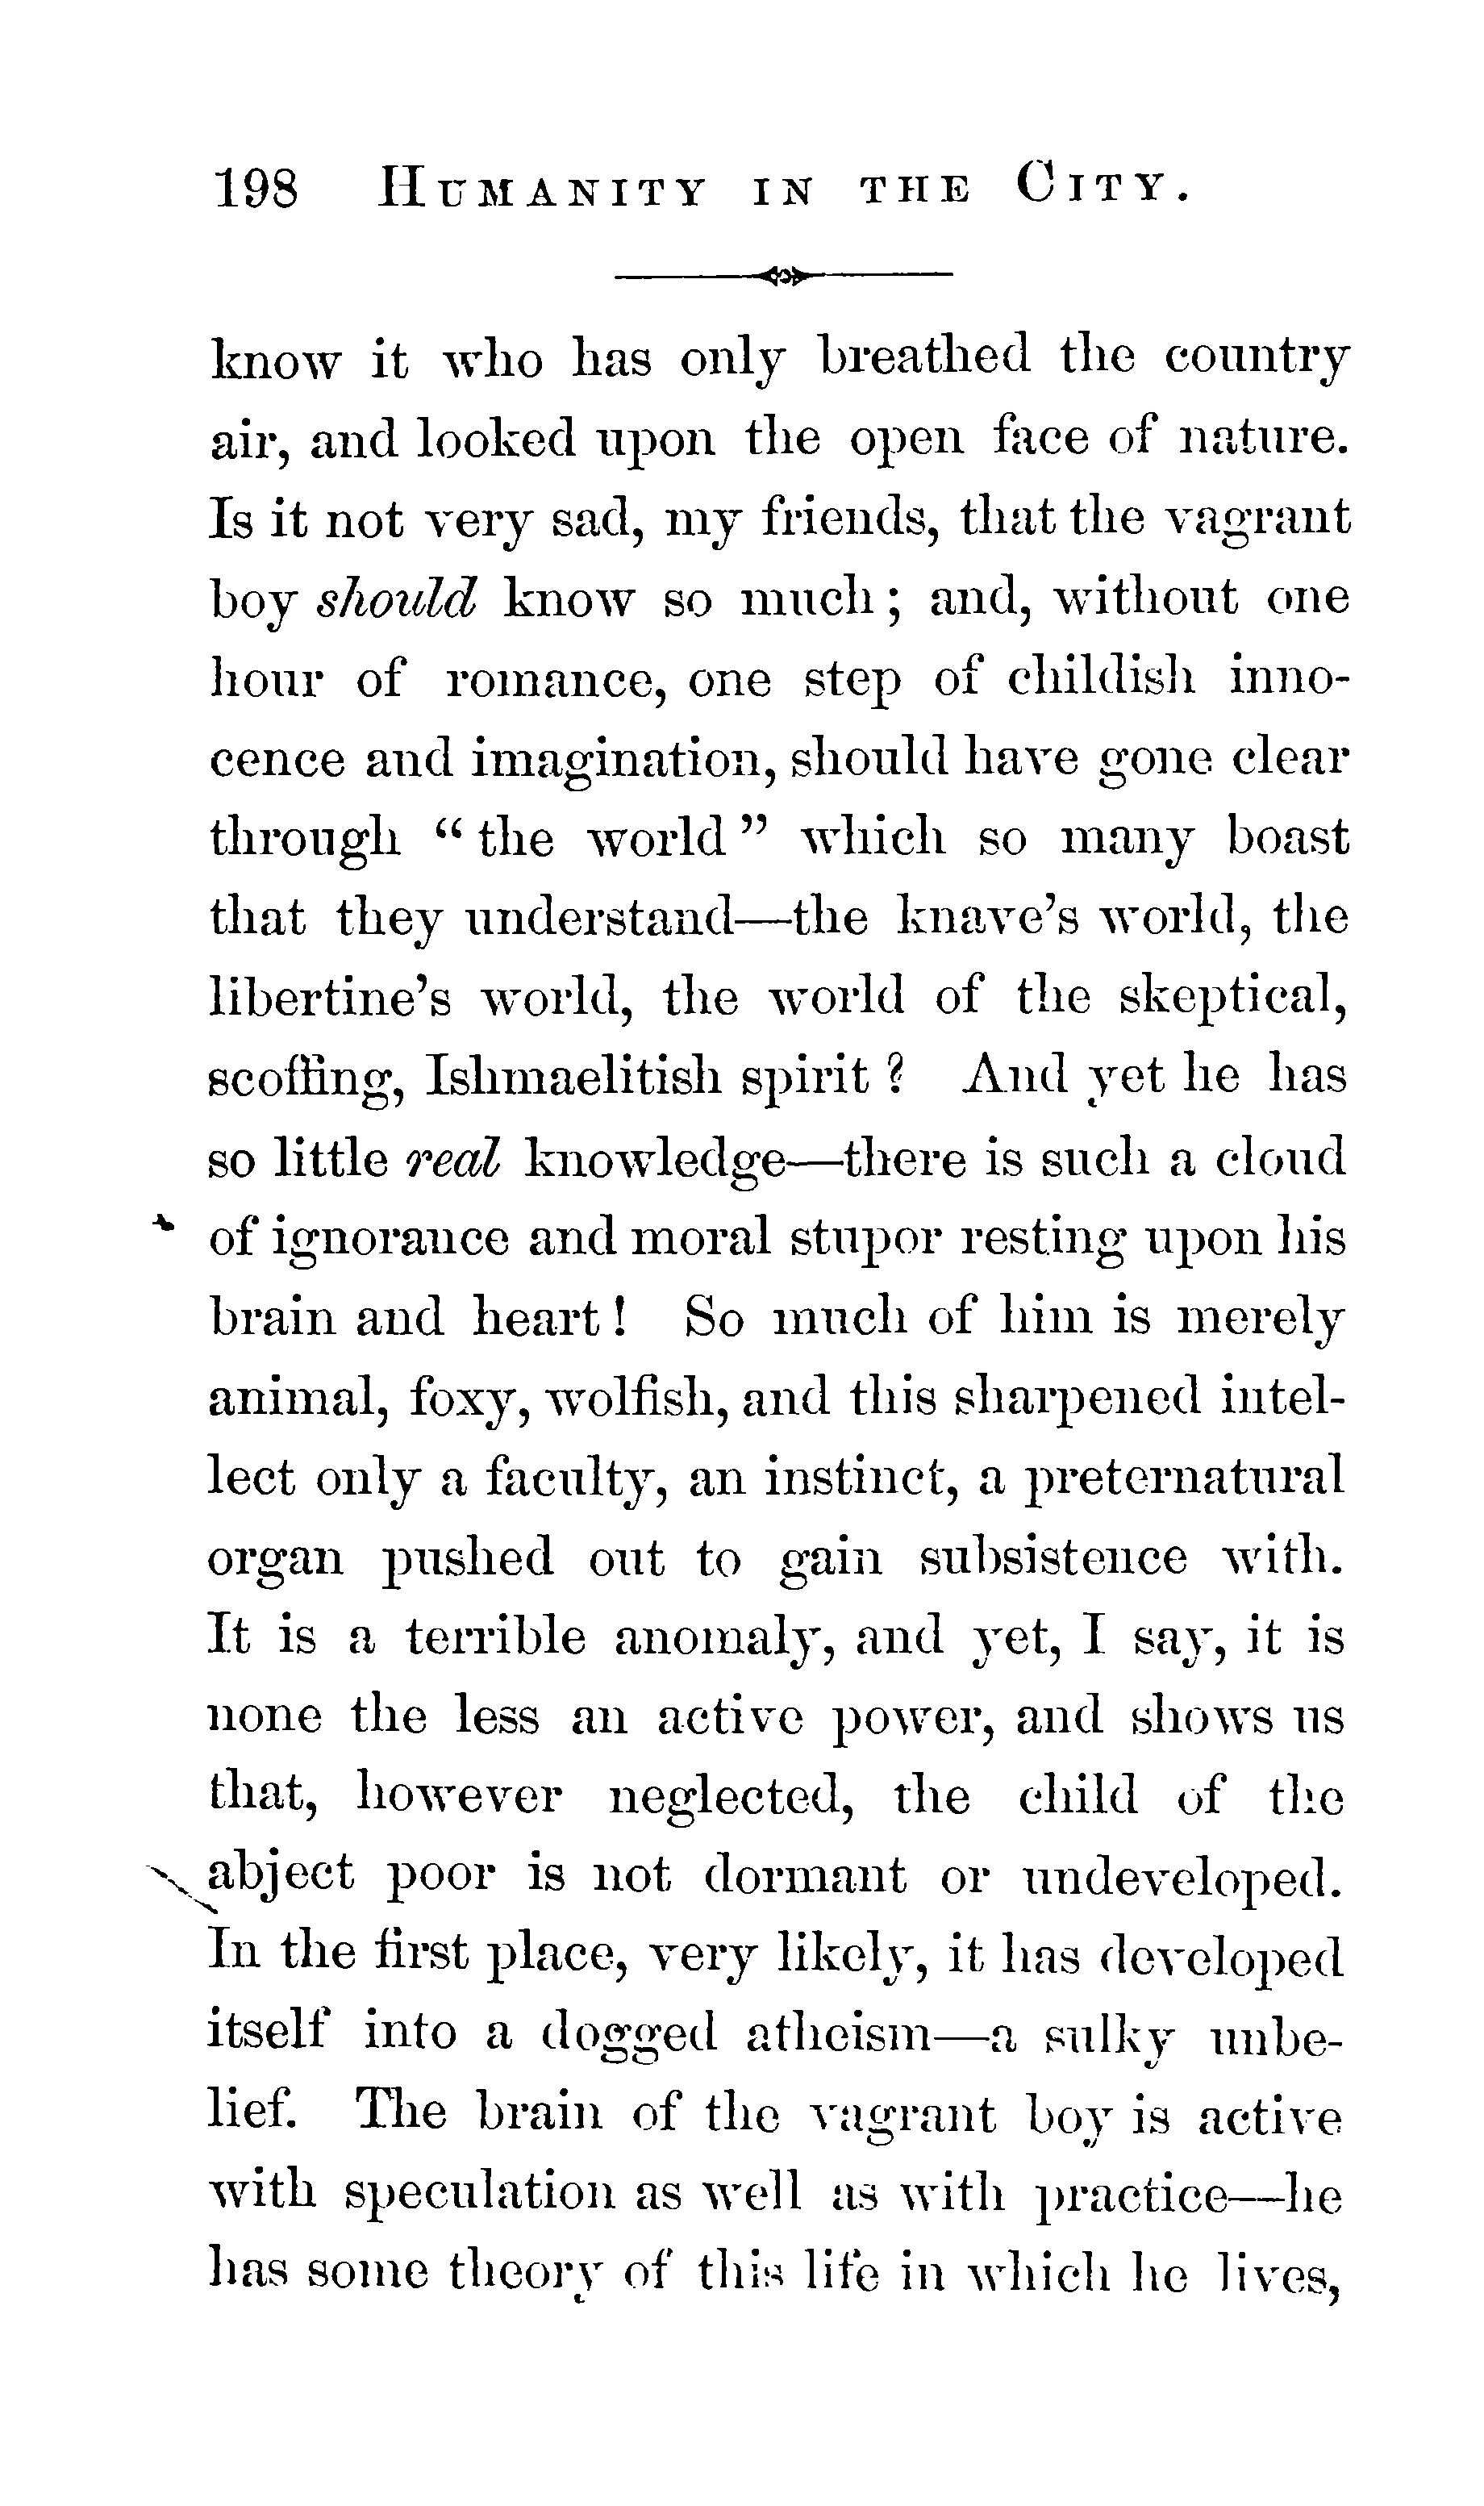 198 HUMANITY IN THE CITY.
know it who has only breathed the country
air, and looked upon the open face of nature.
Is it not very sad, my friends, that the vagrant
boy should know so much ; and, without one
hour of romance, one step of childish inno-
cence and imagination, should have gone clear
through “ the world ” which so many boast
that they understand—the knave’s world, the
libertine’s world, the world of the skeptical,
scoffing, Ishmaelitish spirit ? And yet he has
so little real knowledge—there is such a cloud
of ignorance and moral stupor resting upon his
brain and heart ! So much of him is merely
animal, foxy, wolfish, and this sharpened intel-
lect only a faculty, an instinct, a preternatural
organ pushed out to gain subsistence with.
It is a terrible anomaly, and yet, I say, it is
none the less an active power, and shows us
that, however neglected, the child of the
abject poor is not dormant or undeveloped.
In the first place, very likely, it has developed
itself into a dogged atheism—a sulky unbe-
lief. The brain of the vagrant boy is active
with speculation as well as with practice—he
has some theory of this life in which he lives,